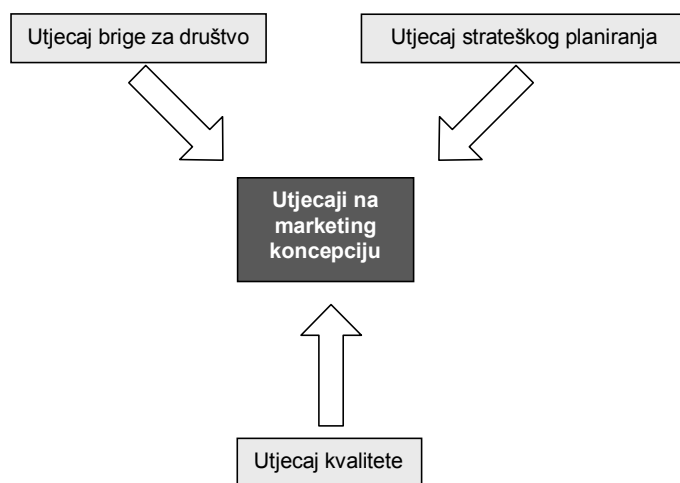 Utjecaj brige za društvo
Utjecaj strateškog planiranja
Utjecaji na
marketing
koncepciju
Utjecaj kvalitete